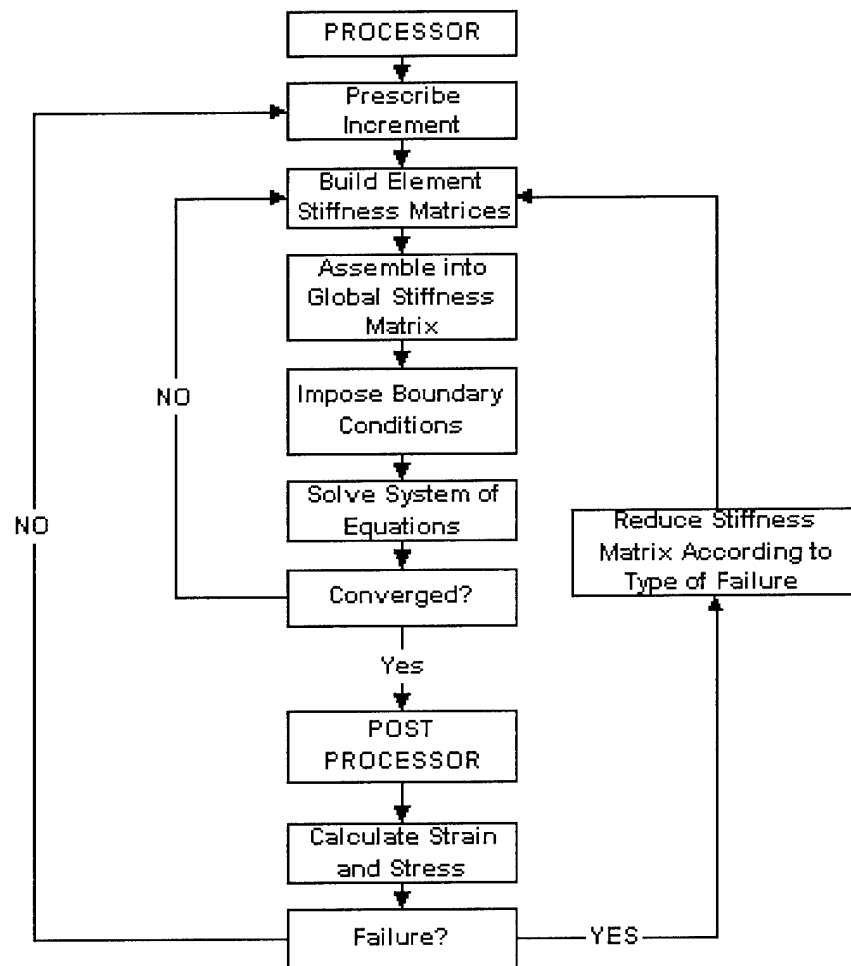 PROCESSOR
Prescribe
Increment
Build Element
Stiffness Matrices
Assemble into
Global Stiffness
Matrix
NO
Impose Boundary
Conditions
Solve System of
Equations
NO
Reduce Stiffness
Matrix According to
Type of Failure
Converged?
Yes
POST
PROCESSOR
Calculate Strain
and Stress
Failure?
YES